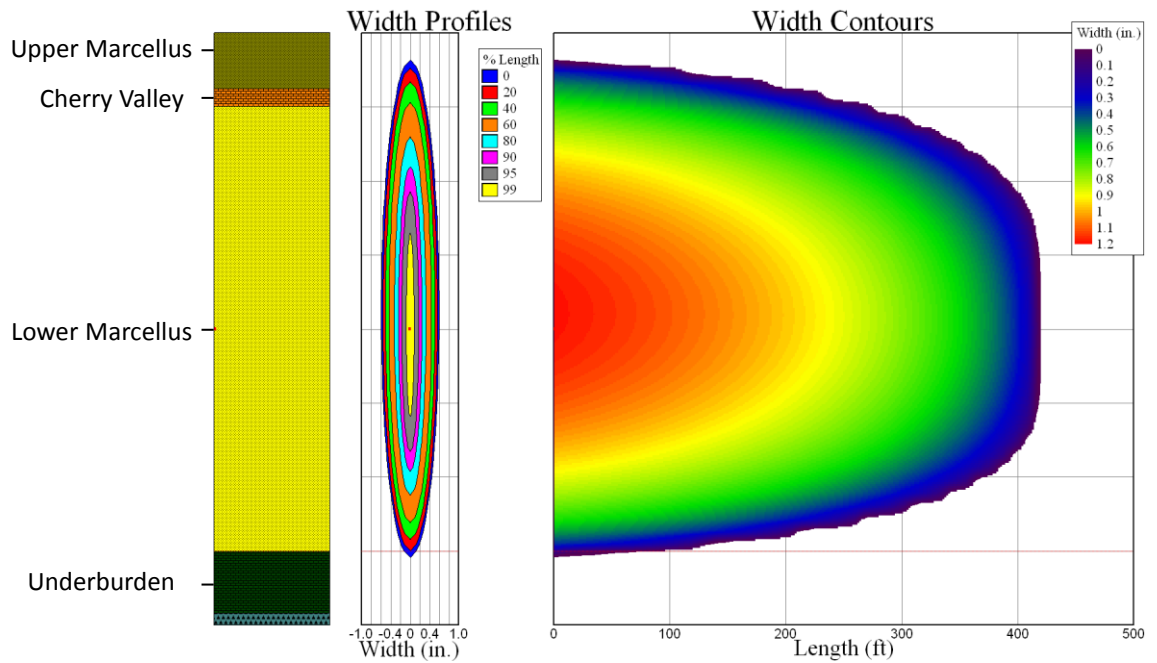 Upper Marcellus
Cherry Valley
Lower Marcellus
Underburden
Width Profiles
% Length
0
20
40
60
80
90
95
99
-1.0 -0.4 0 0.4 1.0
Width (in.)
Width Contours
Width (in.)
0
0.1
0.2
0.3
0.4
0.5
0.6
0.7
0.8
0.9
1
1.1
1.2
0 100 200 300 400 500
Length (ft)